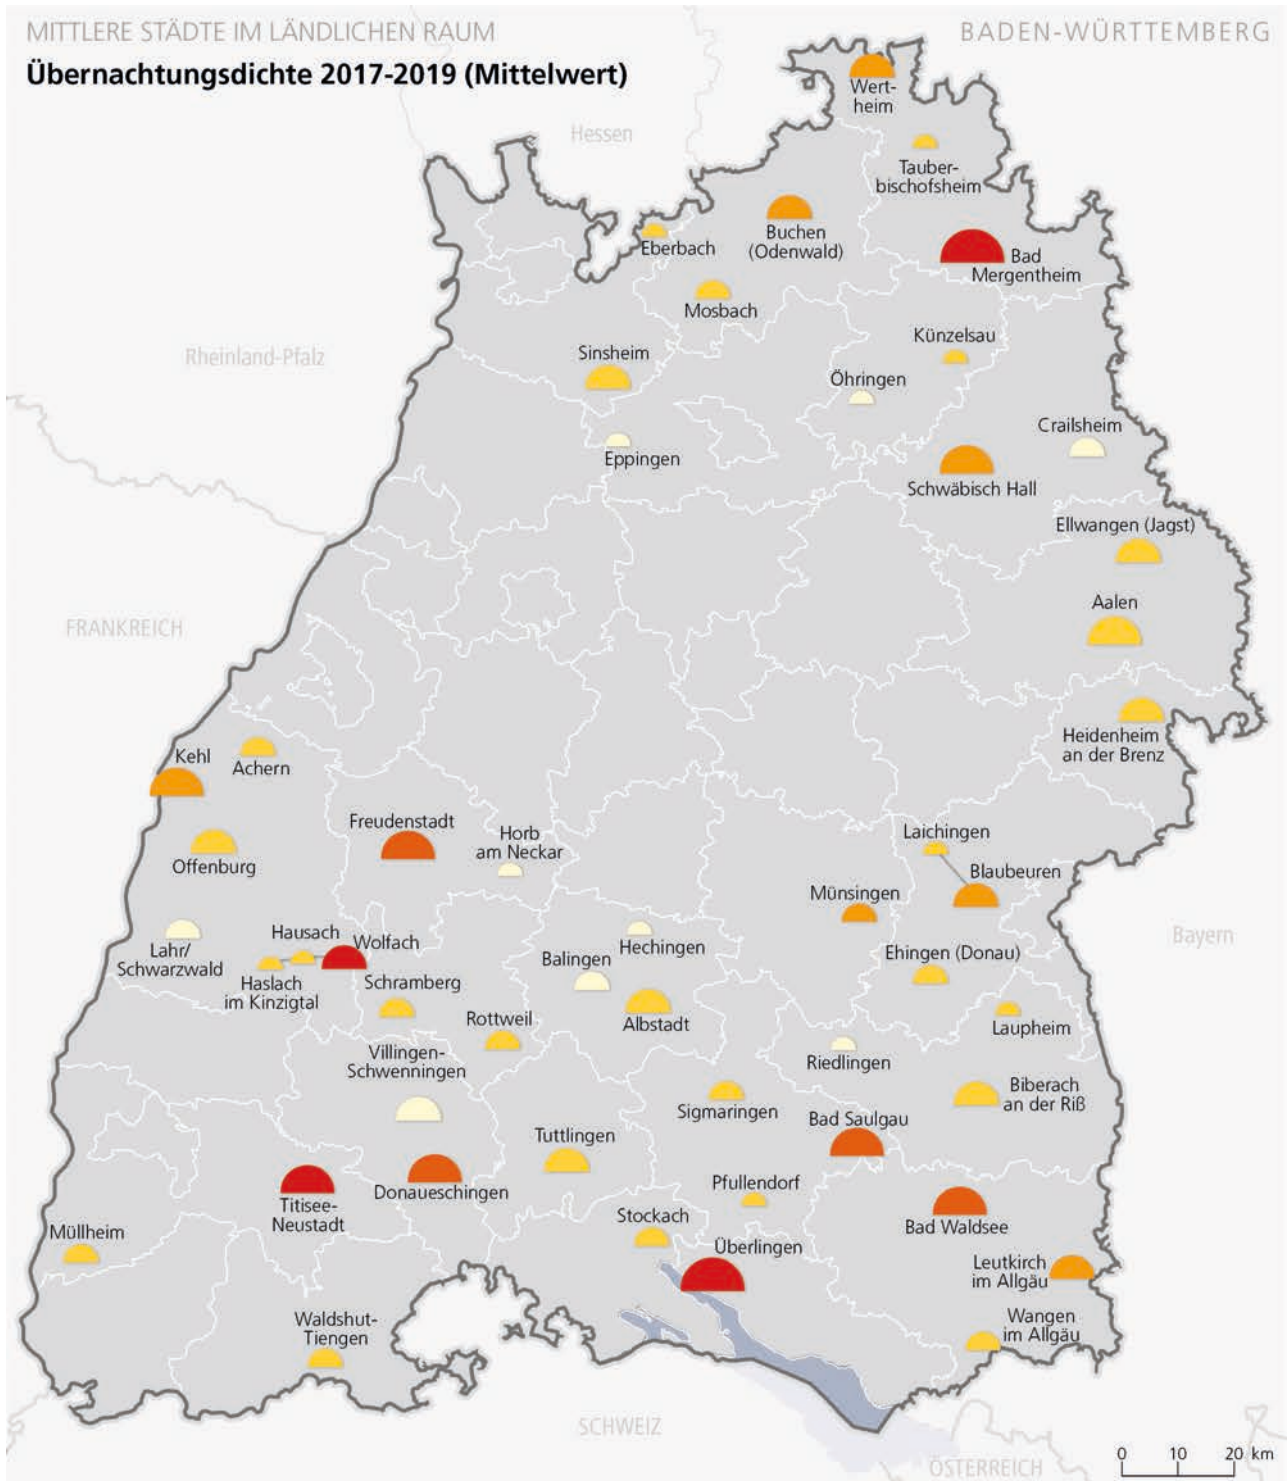 MITTLERE STÄDTE IM LÄNDLICHEN RAUM
BADEN-WÜRTTEMBERG
Übernachtungsdichte 2017-2019 (Mittelwert)
Wert-
heim
Hessen
Tauber-
bischofsheim
Buchen
(Odenwald)
Eberbach
Bad
Mergentheim
Mosbach
Künzelsau
Rheinland-Pfalz
Sinsheim
Öhringen
Crailsheim
Eppingen
Schwäbisch Hall
Ellwangen (Jagst)
Aalen
FRANKREICH
Heidenheim
an der Brenz
Kehl
Achern
Freudenstadt
Horb
am Neckar
Laichingen
Offenburg
Blaubeuren
Münsingen
Bayern
Hausach
Wolfach
Lahr/
Schwarzwald
Hechingen
Balingen
Ehingen (Donau)
Haslach
im Kinzigtal
Schramberg
Rottweil
Albstadt
Laupheim
Villingen-
Schwenningen
Riedlingen
Sigmaringen
Biberach
an der Riß
Bad Saulgau
Tuttlingen
Donaueschingen
Pfullendorf
Titisee-
Neustadt
Stockach
Bad Waldsee
Müllheim
Überlingen
Leutkirch
im Allgäu
Wangen
im Allgäu
Waldshut-
Tiengen
SCHWEIZ
ÖSTERREICH
0 10 20 km